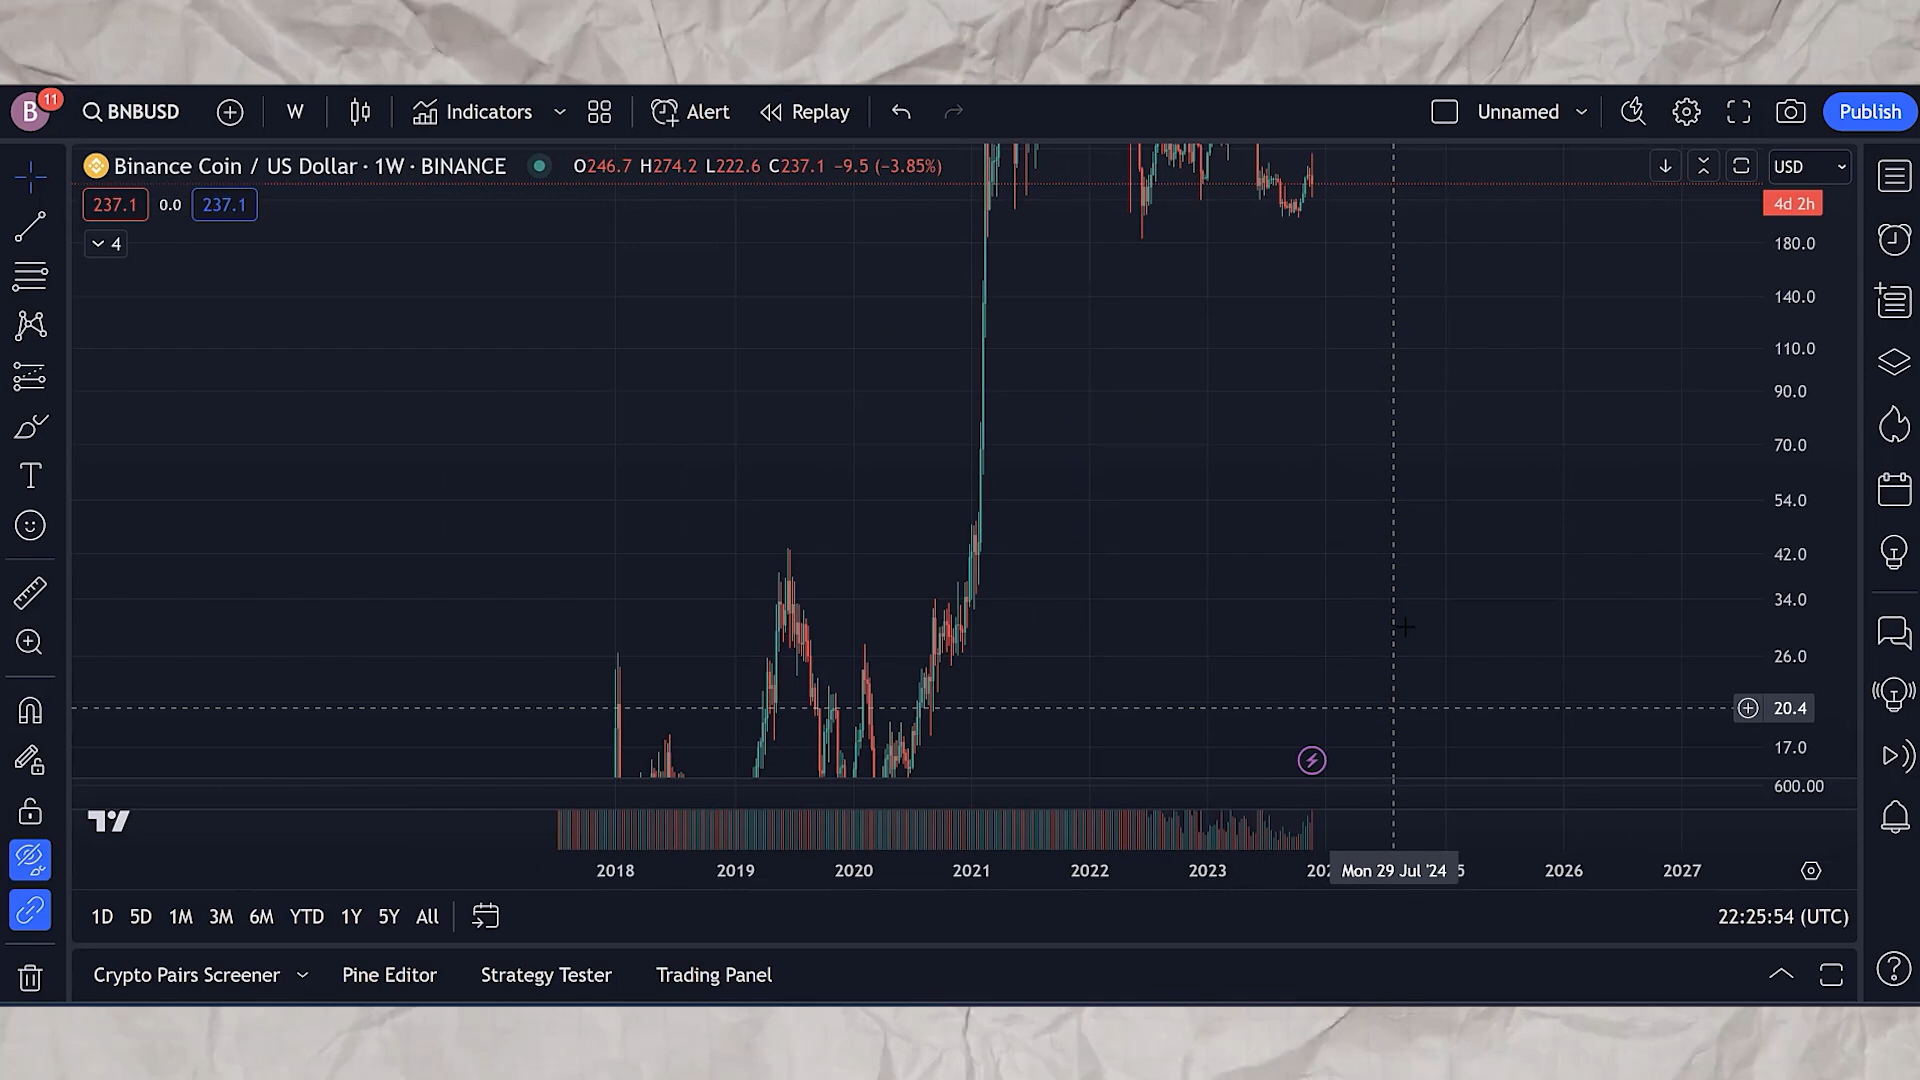 B 11 BNBUSD W Indicators Alert Replay Unnamed Publish
Binance Coin / US Dollar · 1W · BINANCE O246.7 H274.2 L222.6 C237.1 −9.5 (−3.85%) USD
237.1 0.0 237.1 4d 2h
4 180.0
140.0
110.0
90.0
70.0
54.0
42.0
34.0
26.0
20.4
17.0
600.00
2018 2019 2020 2021 2022 2023 202 Mon 29 Jul '24 5 2026 2027
1D 5D 1M 3M 6M YTD 1Y 5Y All 22:25:54 (UTC)
Crypto Pairs Screener Pine Editor Strategy Tester Trading Panel